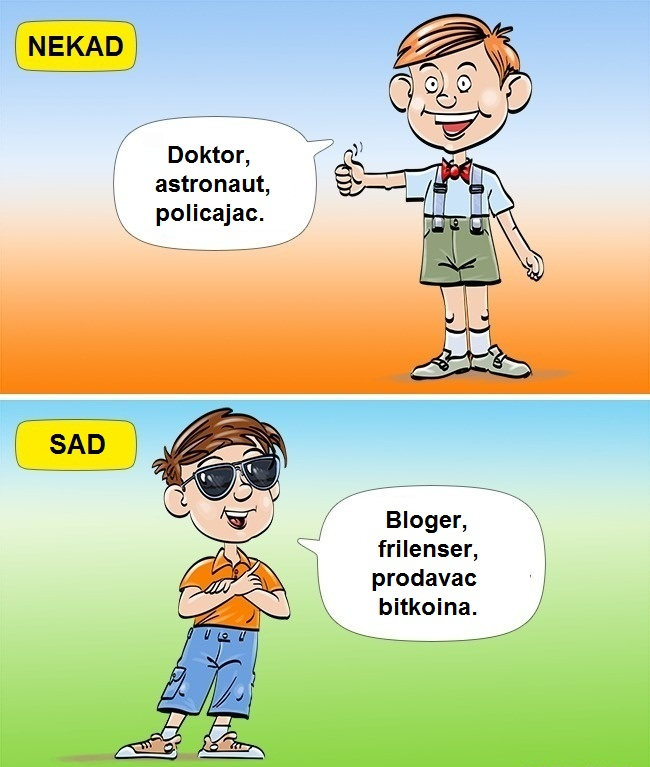 NEKAD
Doktor,
astronaut,
policajac.
SAD
Bloger,
frilenser,
prodavac
bitkoina.